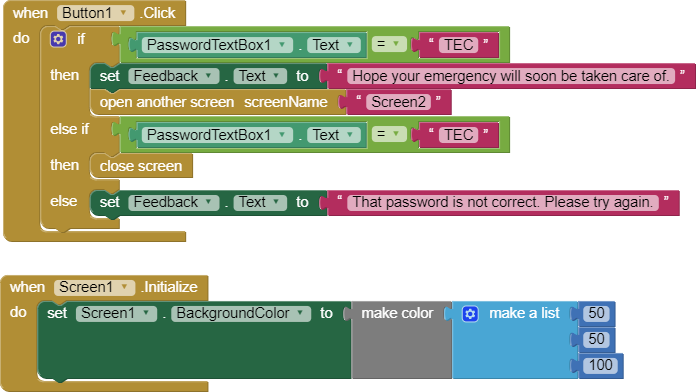 when Button1 .Click
do if PasswordTextBox1 . Text = “ TEC ”
then set Feedback . Text to “ Hope your emergency will soon be taken care of. ”
open another screen screenName “ Screen2 ”
else if PasswordTextBox1 . Text = “ TEC ”
then close screen
else set Feedback . Text to “ That password is not correct. Please try again. ”
when Screen1 .Initialize
do set Screen1 . BackgroundColor to make color make a list 50
50
100